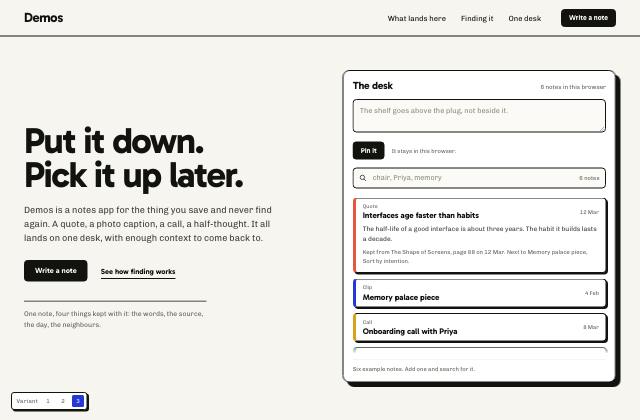 Demos
What lands here
Finding it
One desk
Write a note
Put it down.
Pick it up later.
Demos is a notes app for the thing you save and never find
again. A quote, a photo caption, a call, a half-thought. It all
lands on one desk, with enough context to come back to.
Write a note
See how finding works
One note, four things kept with it: the words, the source,
the day, the neighbours.
The desk
6 notes in this browser
The shelf goes above the plug, not beside it.
Pin it
It stays in this browser.
chair, Priya, memory
6 notes
Quote
Interfaces age faster than habits
12 Mar
The half-life of a good interface is about three years. The habit it builds lasts
a decade.
Kept from The Shape of Screens, page 88 on 12 Mar. Next to Memory palace piece,
Sort by intention.
Clip
Memory palace piece
4 Feb
Call
Onboarding call with Priya
8 Mar
Six example notes. Add one and search for it.
Variant 1 2 3